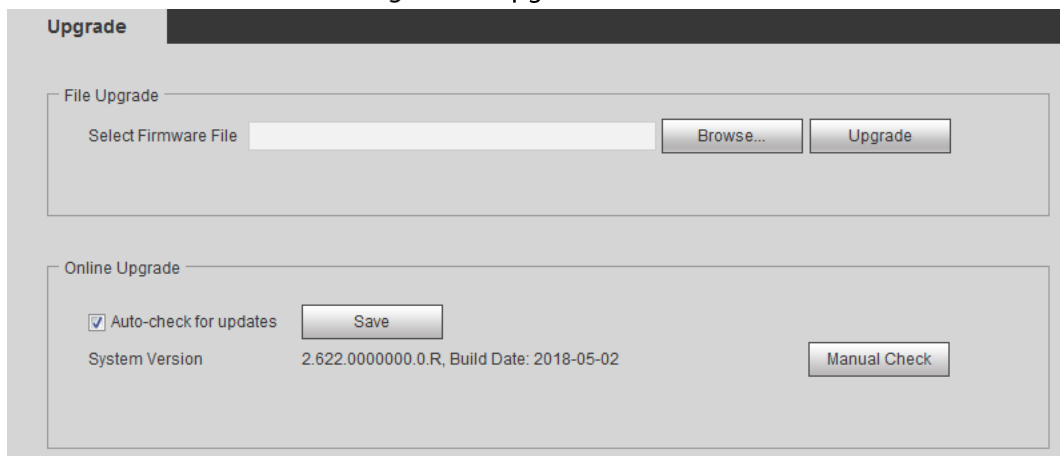 Upgrade
File Upgrade
Select Firmware File Browse... Upgrade
Online Upgrade
Auto-check for updates Save
System Version 2.622.0000000.0.R, Build Date: 2018-05-02 Manual Check